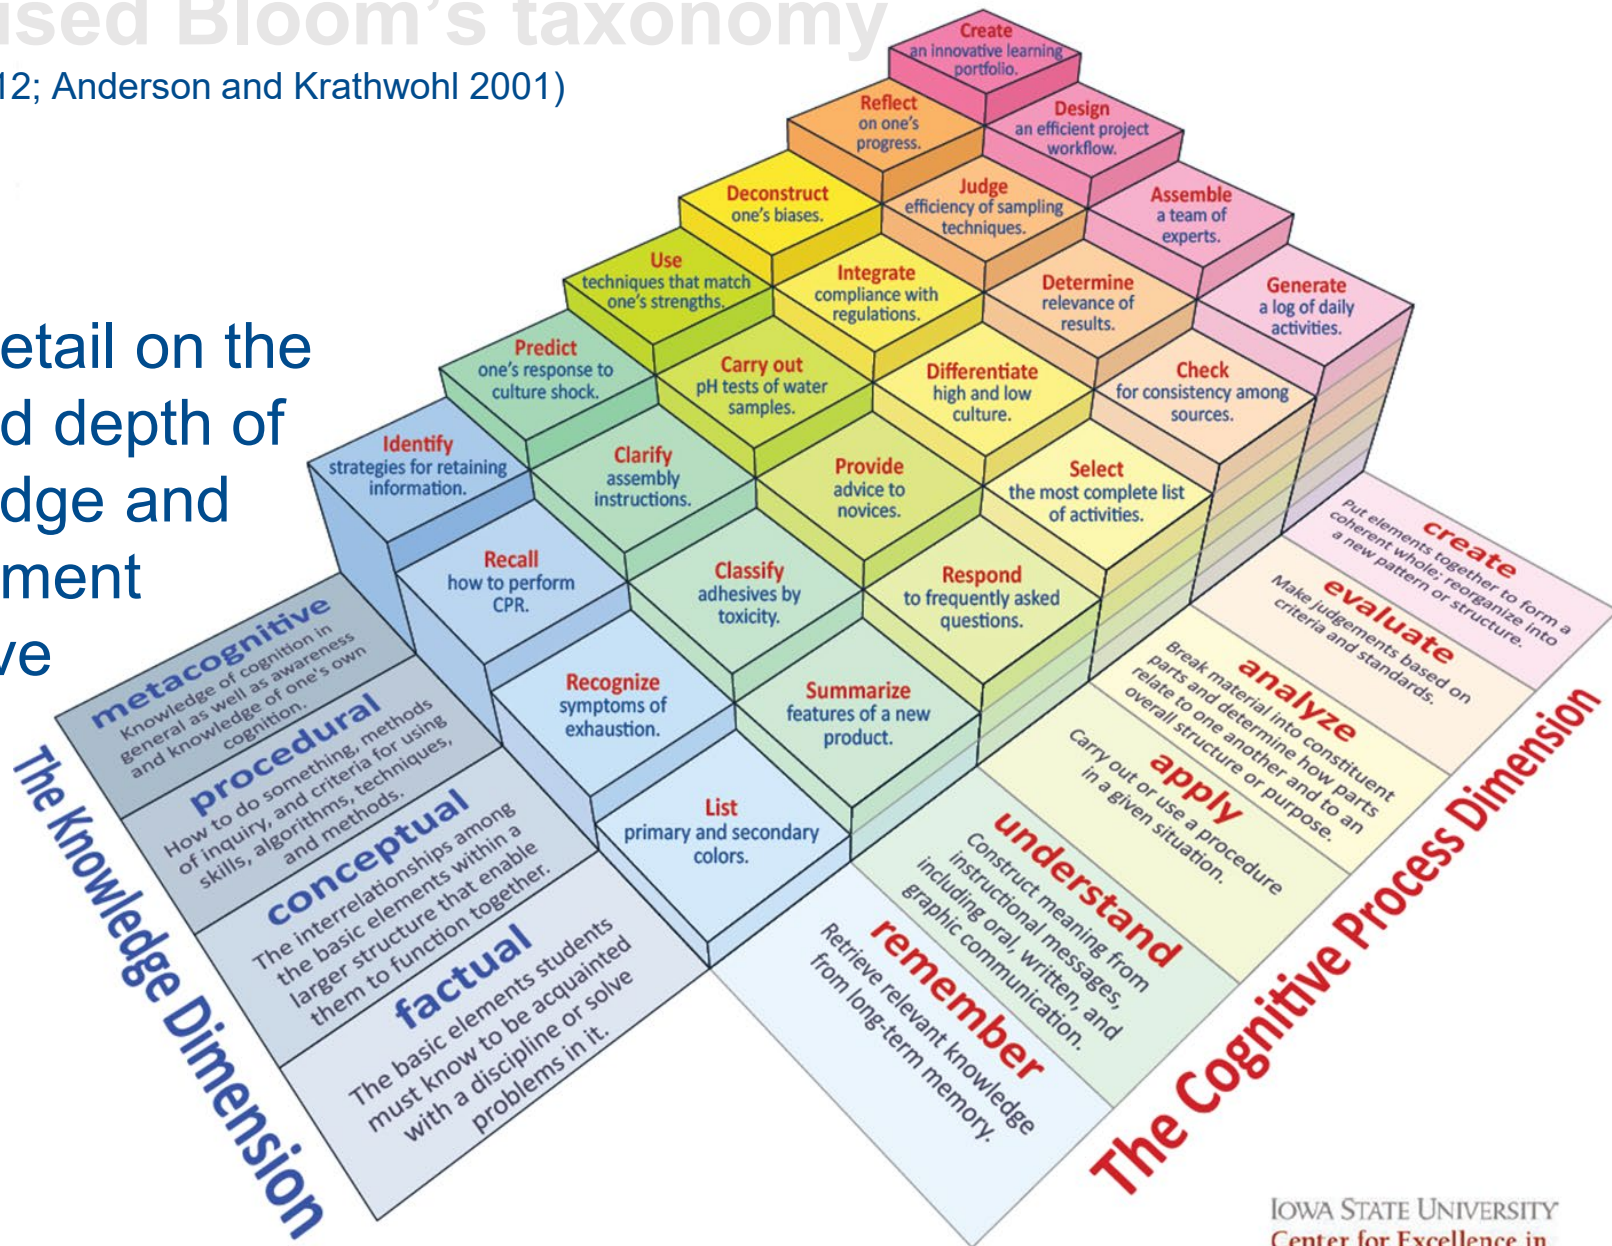 ised Bloom's taxonomy
12; Anderson and Krathwohl 2001)
etail on the
d depth of
dge and
ment
ve
Create
an innovative learning
portfolio.
Reflect
on one's
progress.
Design
an efficient project
workflow.
Deconstruct
one's biases.
Judge
efficiency of sampling
techniques.
Assemble
a team of
experts.
Use
techniques that match
one's strengths.
Integrate
compliance with
regulations.
Determine
relevance of
results.
Generate
a log of daily
activities.
Predict
one's response to
culture shock.
Carry out
pH tests of water
samples.
Differentiate
high and low
culture.
Check
for consistency among
sources.
Identify
strategies for retaining
information.
Clarify
assembly
instructions.
Provide
advice to
novices.
Select
the most complete list
of activities.
Recall
how to perform
CPR.
Classify
adhesives by
toxicity.
Respond
to frequently asked
questions.
Recognize
symptoms of
exhaustion.
Summarize
features of a new
product.
List
primary and secondary
colors.
metacognitive
Knowledge of cognition in
general as well as awareness
and knowledge of one's own
cognition.
procedural
How to do something, methods
of inquiry, and criteria for using
skills, algorithms, techniques,
and methods.
conceptual
The interrelationships among
the basic elements within a
larger structure that enable
them to function together.
factual
The basic elements students
must know to be acquainted
with a discipline or solve
problems in it.
The Knowledge Dimension
create
Put elements together to form a
coherent whole; reorganize into
a new pattern or structure.
evaluate
Make judgements based on
criteria and standards.
analyze
Break material into constituent
parts and determine how parts
relate to one another and to an
overall structure or purpose.
apply
Carry out or use a procedure
in a given situation.
understand
Construct meaning from
instructional messages,
including oral, written, and
graphic communication.
remember
Retrieve relevant knowledge
from long-term memory.
The Cognitive Process Dimension
IOWA STATE UNIVERSITY
Center for Excellence in